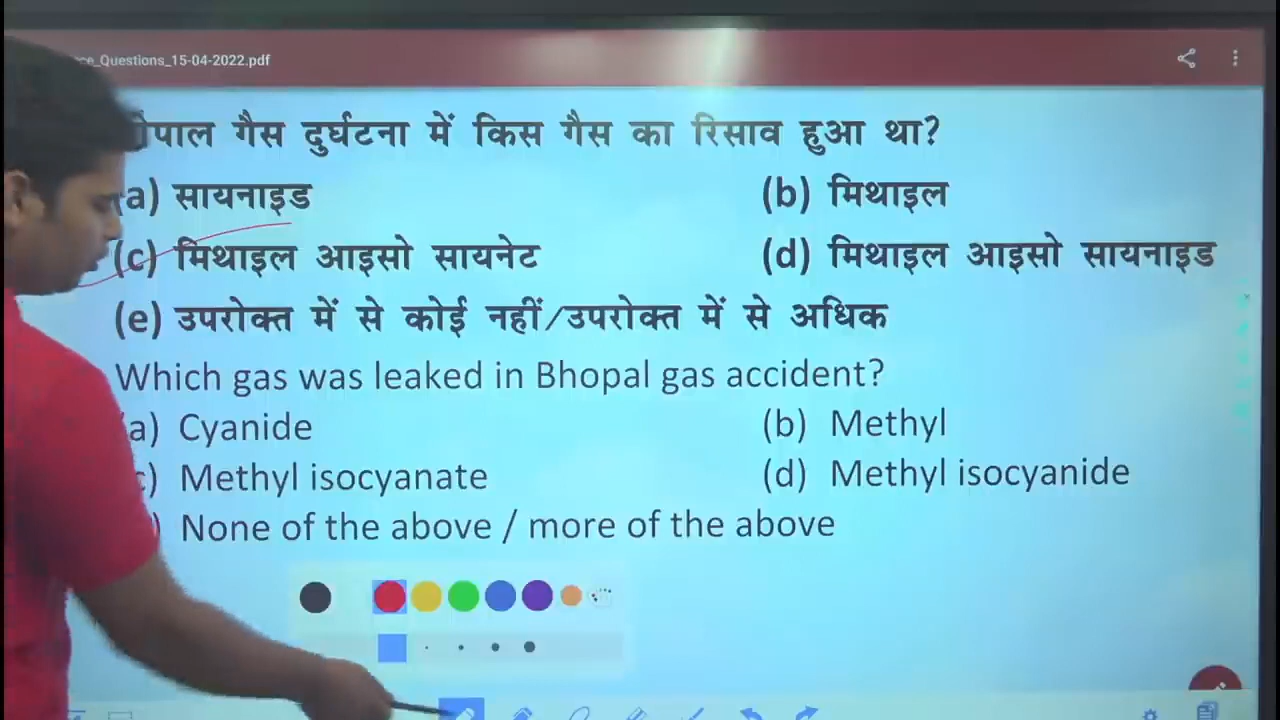 _Questions_15-04-2022.pdf
गैस दुर्घटना में किस गैस का रिसाव हुआ था?
(a) सायनाइड (b) मिथाइल
(c) मिथाइल आइसो सायनेट (d) मिथाइल आइसो सायनाइड
(e) उपरोक्त में से कोई नहीं/उपरोक्त में से अधिक
Which gas was leaked in Bhopal gas accident?
a) Cyanide (b) Methyl
) Methyl isocyanate (d) Methyl isocyanide
) None of the above / more of the above